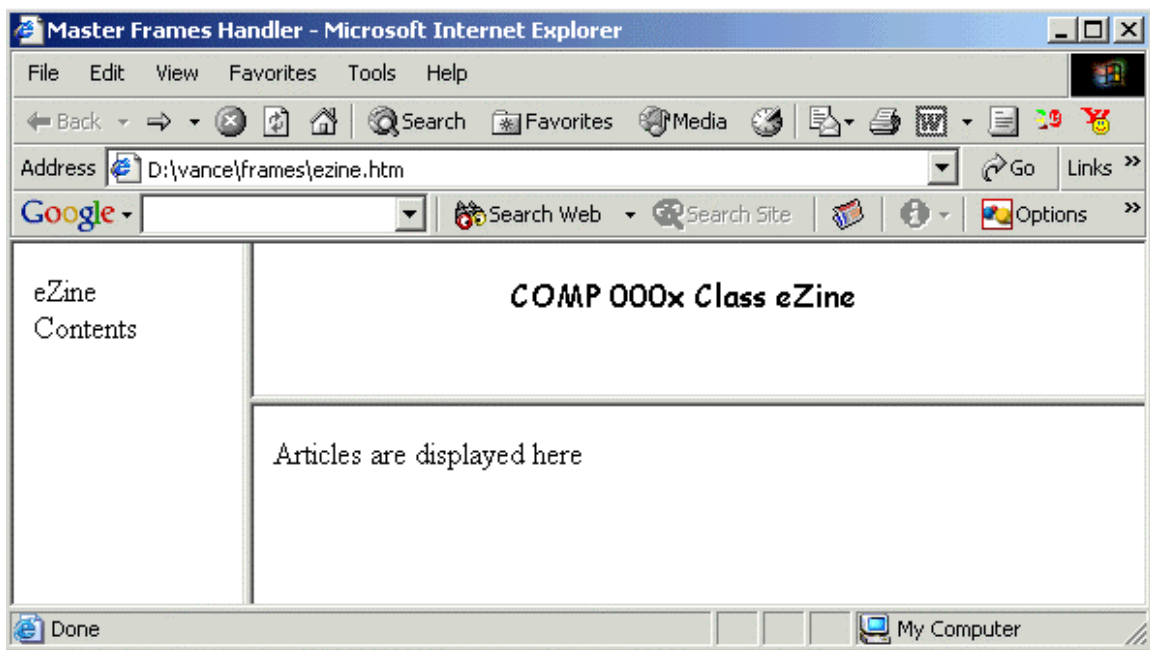 Master Frames Handler - Microsoft Internet Explorer
File Edit View Favorites Tools Help
Back Search Favorites Media
Address D:\vance\frames\ezine.htm Go Links »
Google Search Web Search Site Options »
eZine
Contents
COMP 000x Class eZine
Articles are displayed here
Done My Computer